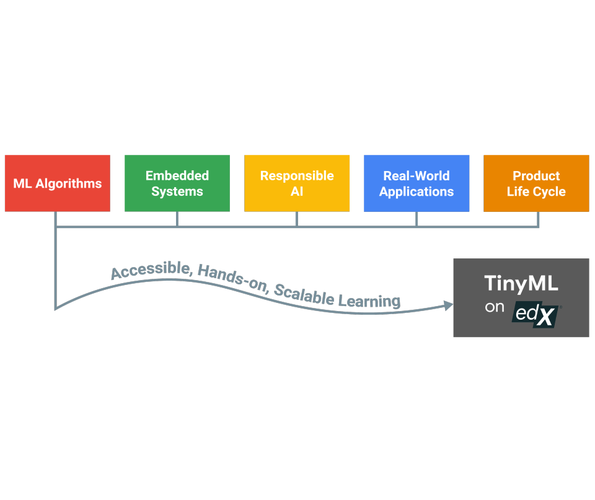 ML Algorithms
Embedded
Systems
Responsible
AI
Real-World
Applications
Product
Life Cycle
Accessible, Hands-on, Scalable Learning
TinyML
on edX